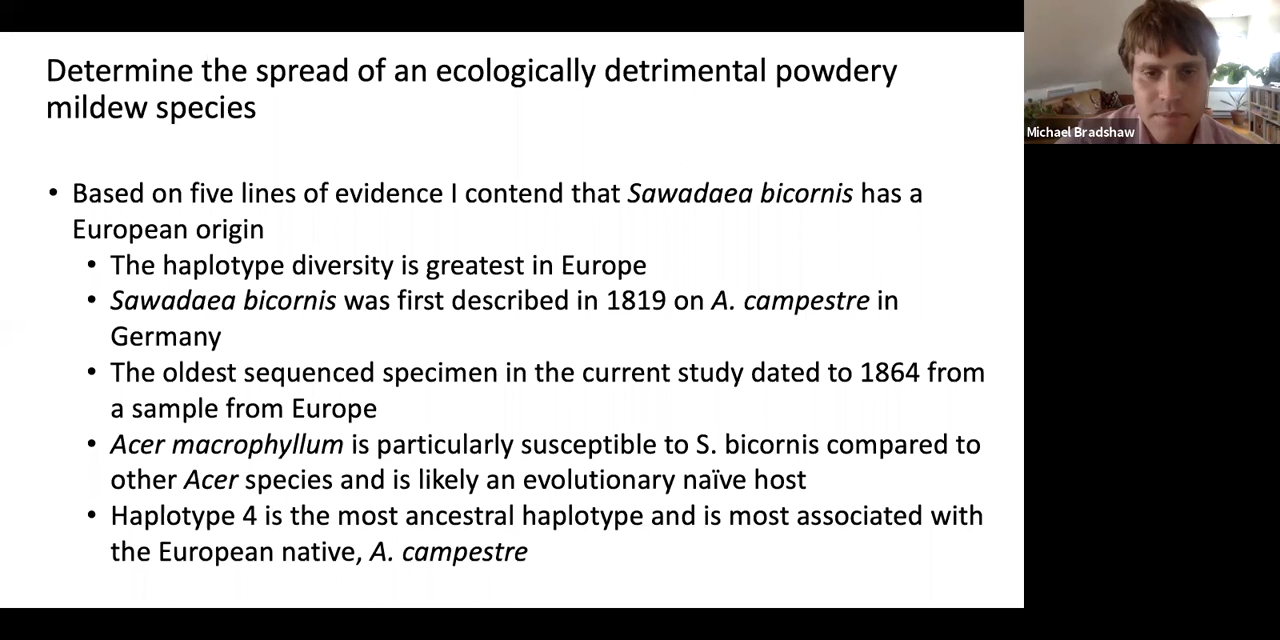 Determine the spread of an ecologically detrimental powdery
mildew species
• Based on five lines of evidence I contend that Sawadaea bicornis has a
European origin
• The haplotype diversity is greatest in Europe
• Sawadaea bicornis was first described in 1819 on A. campestre in
Germany
• The oldest sequenced specimen in the current study dated to 1864 from
a sample from Europe
• Acer macrophyllum is particularly susceptible to S. bicornis compared to
other Acer species and is likely an evolutionary naïve host
• Haplotype 4 is the most ancestral haplotype and is most associated with
the European native, A. campestre
Michael Bradshaw